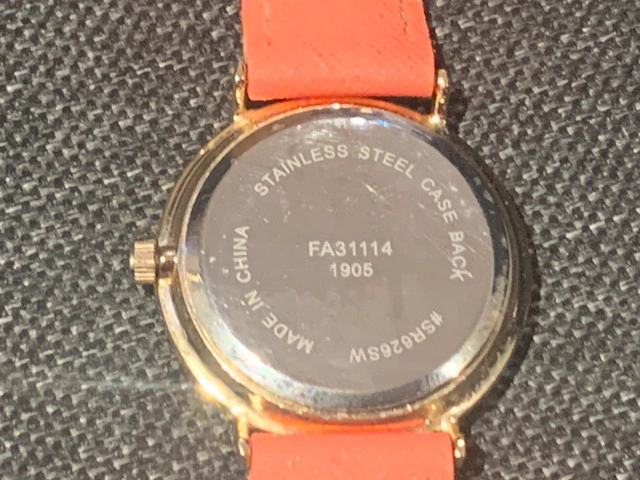 STAINLESS STEEL CASE BACK
FA31114
1905
MADE IN CHINA
#SR626SW